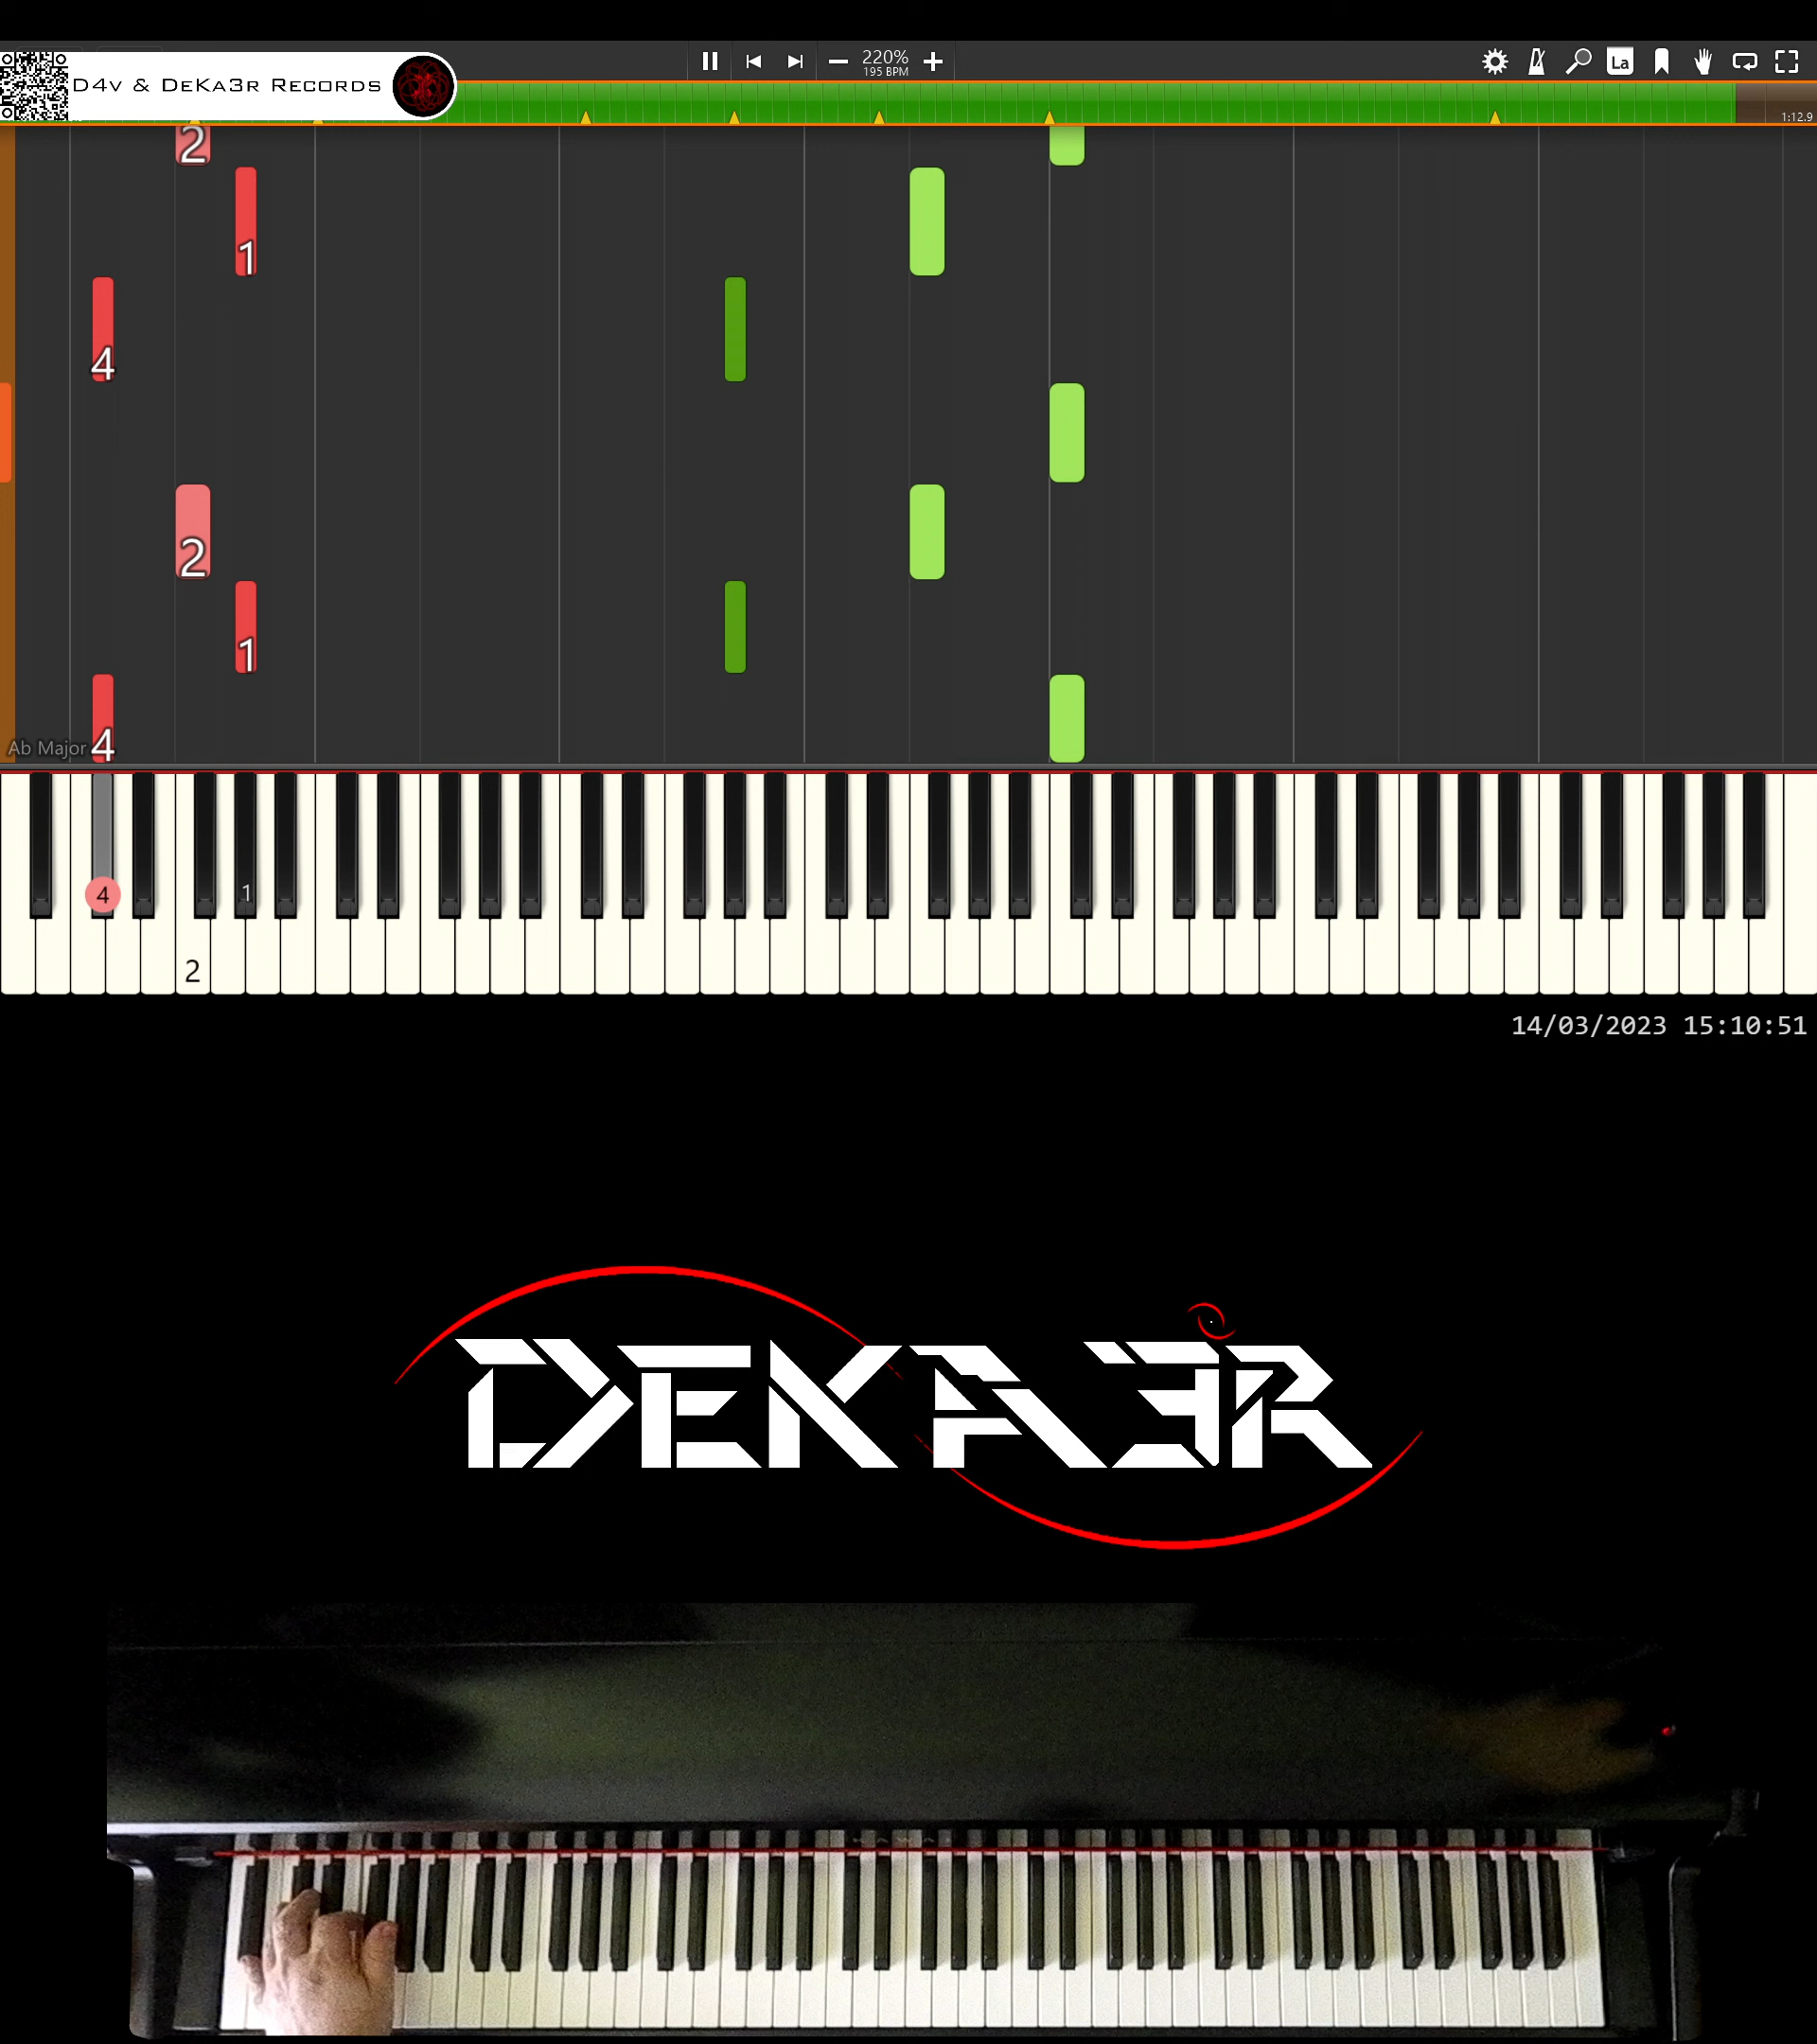 220%
195 BPM
La
D4v & DeKa3r Records
1:12.9
2
1
4
2
1
Ab Major 4
4
1
2
14/03/2023 15:10:51
DEKA3R